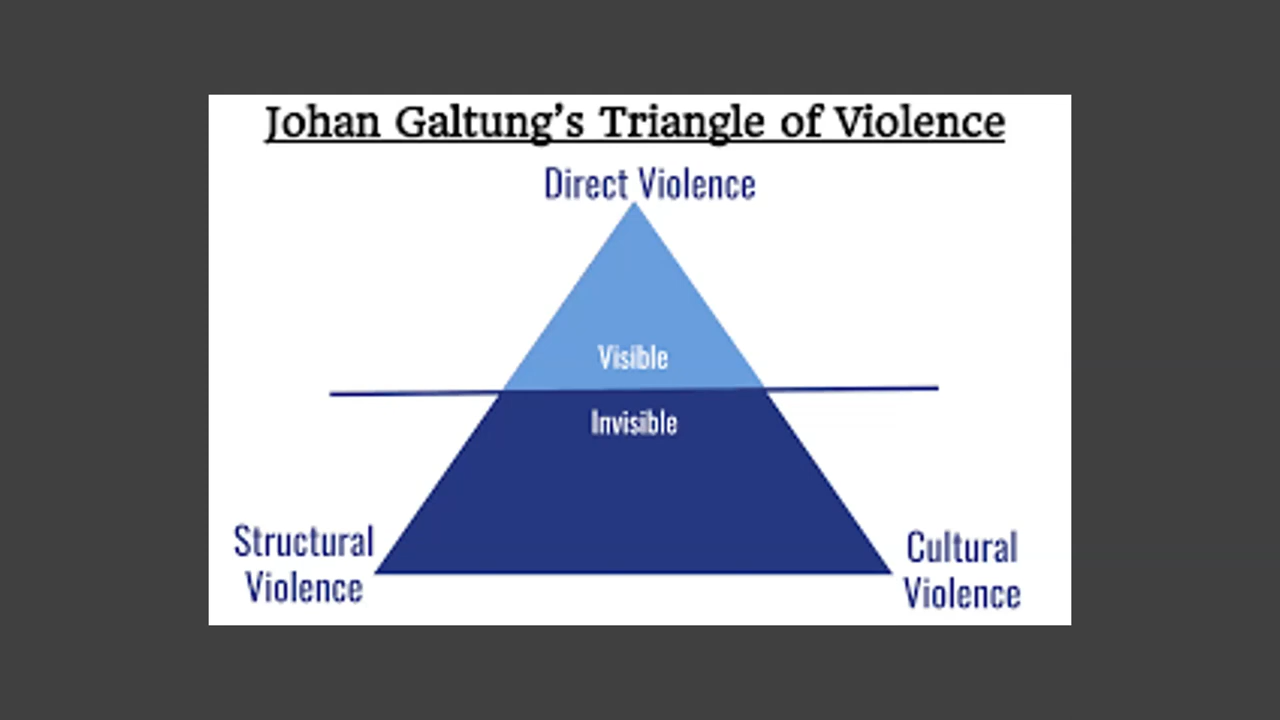 Johan Galtung’s Triangle of Violence
Direct Violence
Visible
Invisible
Structural
Violence
Cultural
Violence